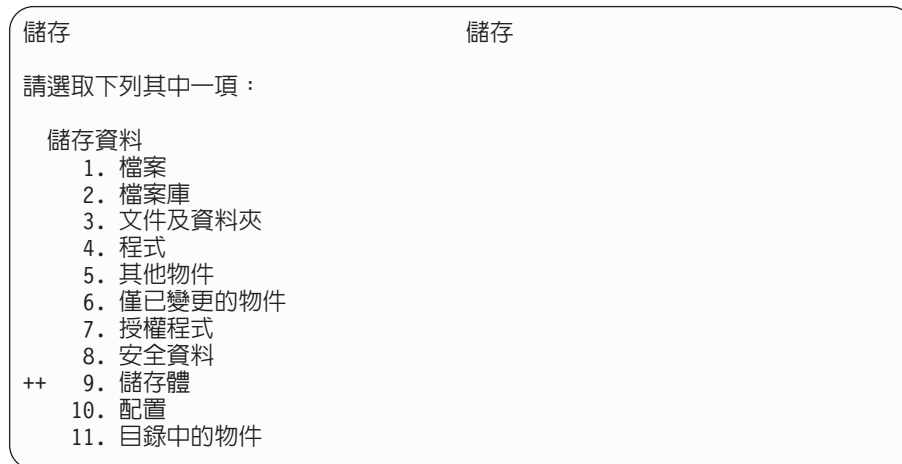 儲存 儲存
請選取下列其中一項：
儲存資料
1. 檔案
2. 檔案庫
3. 文件及資料夾
4. 程式
5. 其他物件
6. 僅已變更的物件
7. 授權程式
8. 安全資料
++ 9. 儲存體
10. 配置
11. 目錄中的物件